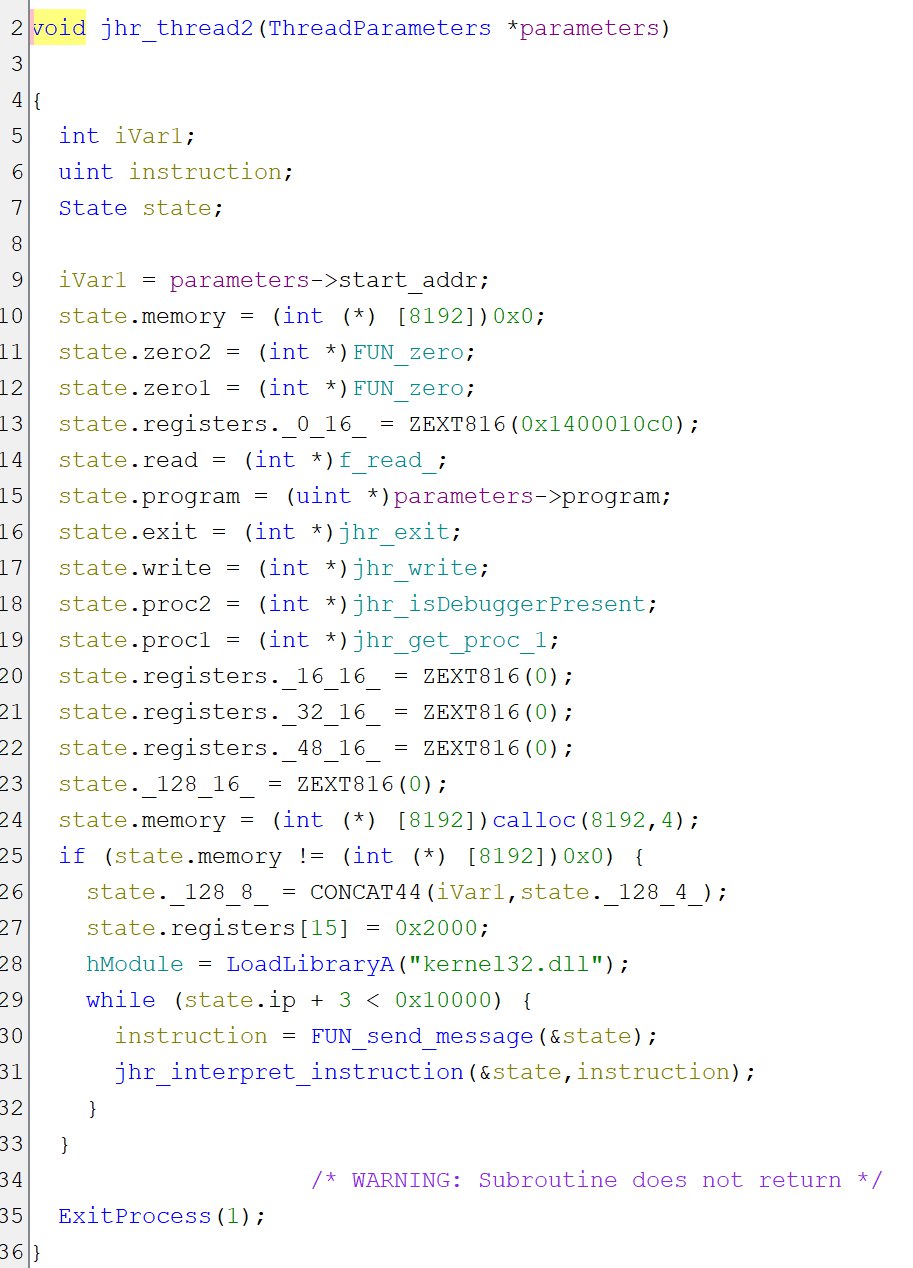 2 void jhr_thread2(ThreadParameters *parameters)
3
4 {
5 int iVar1;
6 uint instruction;
7 State state;
8
9 iVar1 = parameters->start_addr;
10 state.memory = (int (*) [8192])0x0;
11 state.zero2 = (int *)FUN_zero;
12 state.zero1 = (int *)FUN_zero;
13 state.registers._0_16_ = ZEXT816(0x1400010c0);
14 state.read = (int *)f_read_;
15 state.program = (uint *)parameters->program;
16 state.exit = (int *)jhr_exit;
17 state.write = (int *)jhr_write;
18 state.proc2 = (int *)jhr_isDebuggerPresent;
19 state.proc1 = (int *)jhr_get_proc_1;
20 state.registers._16_16_ = ZEXT816(0);
21 state.registers._32_16_ = ZEXT816(0);
22 state.registers._48_16_ = ZEXT816(0);
23 state._128_16_ = ZEXT816(0);
24 state.memory = (int (*) [8192])calloc(8192,4);
25 if (state.memory != (int (*) [8192])0x0) {
26 state._128_8_ = CONCAT44(iVar1,state._128_4_);
27 state.registers[15] = 0x2000;
28 hModule = LoadLibraryA("kernel32.dll");
29 while (state.ip + 3 < 0x10000) {
30 instruction = FUN_send_message(&state);
31 jhr_interpret_instruction(&state,instruction);
32 }
33 }
34 /* WARNING: Subroutine does not return */
35 ExitProcess(1);
36 }